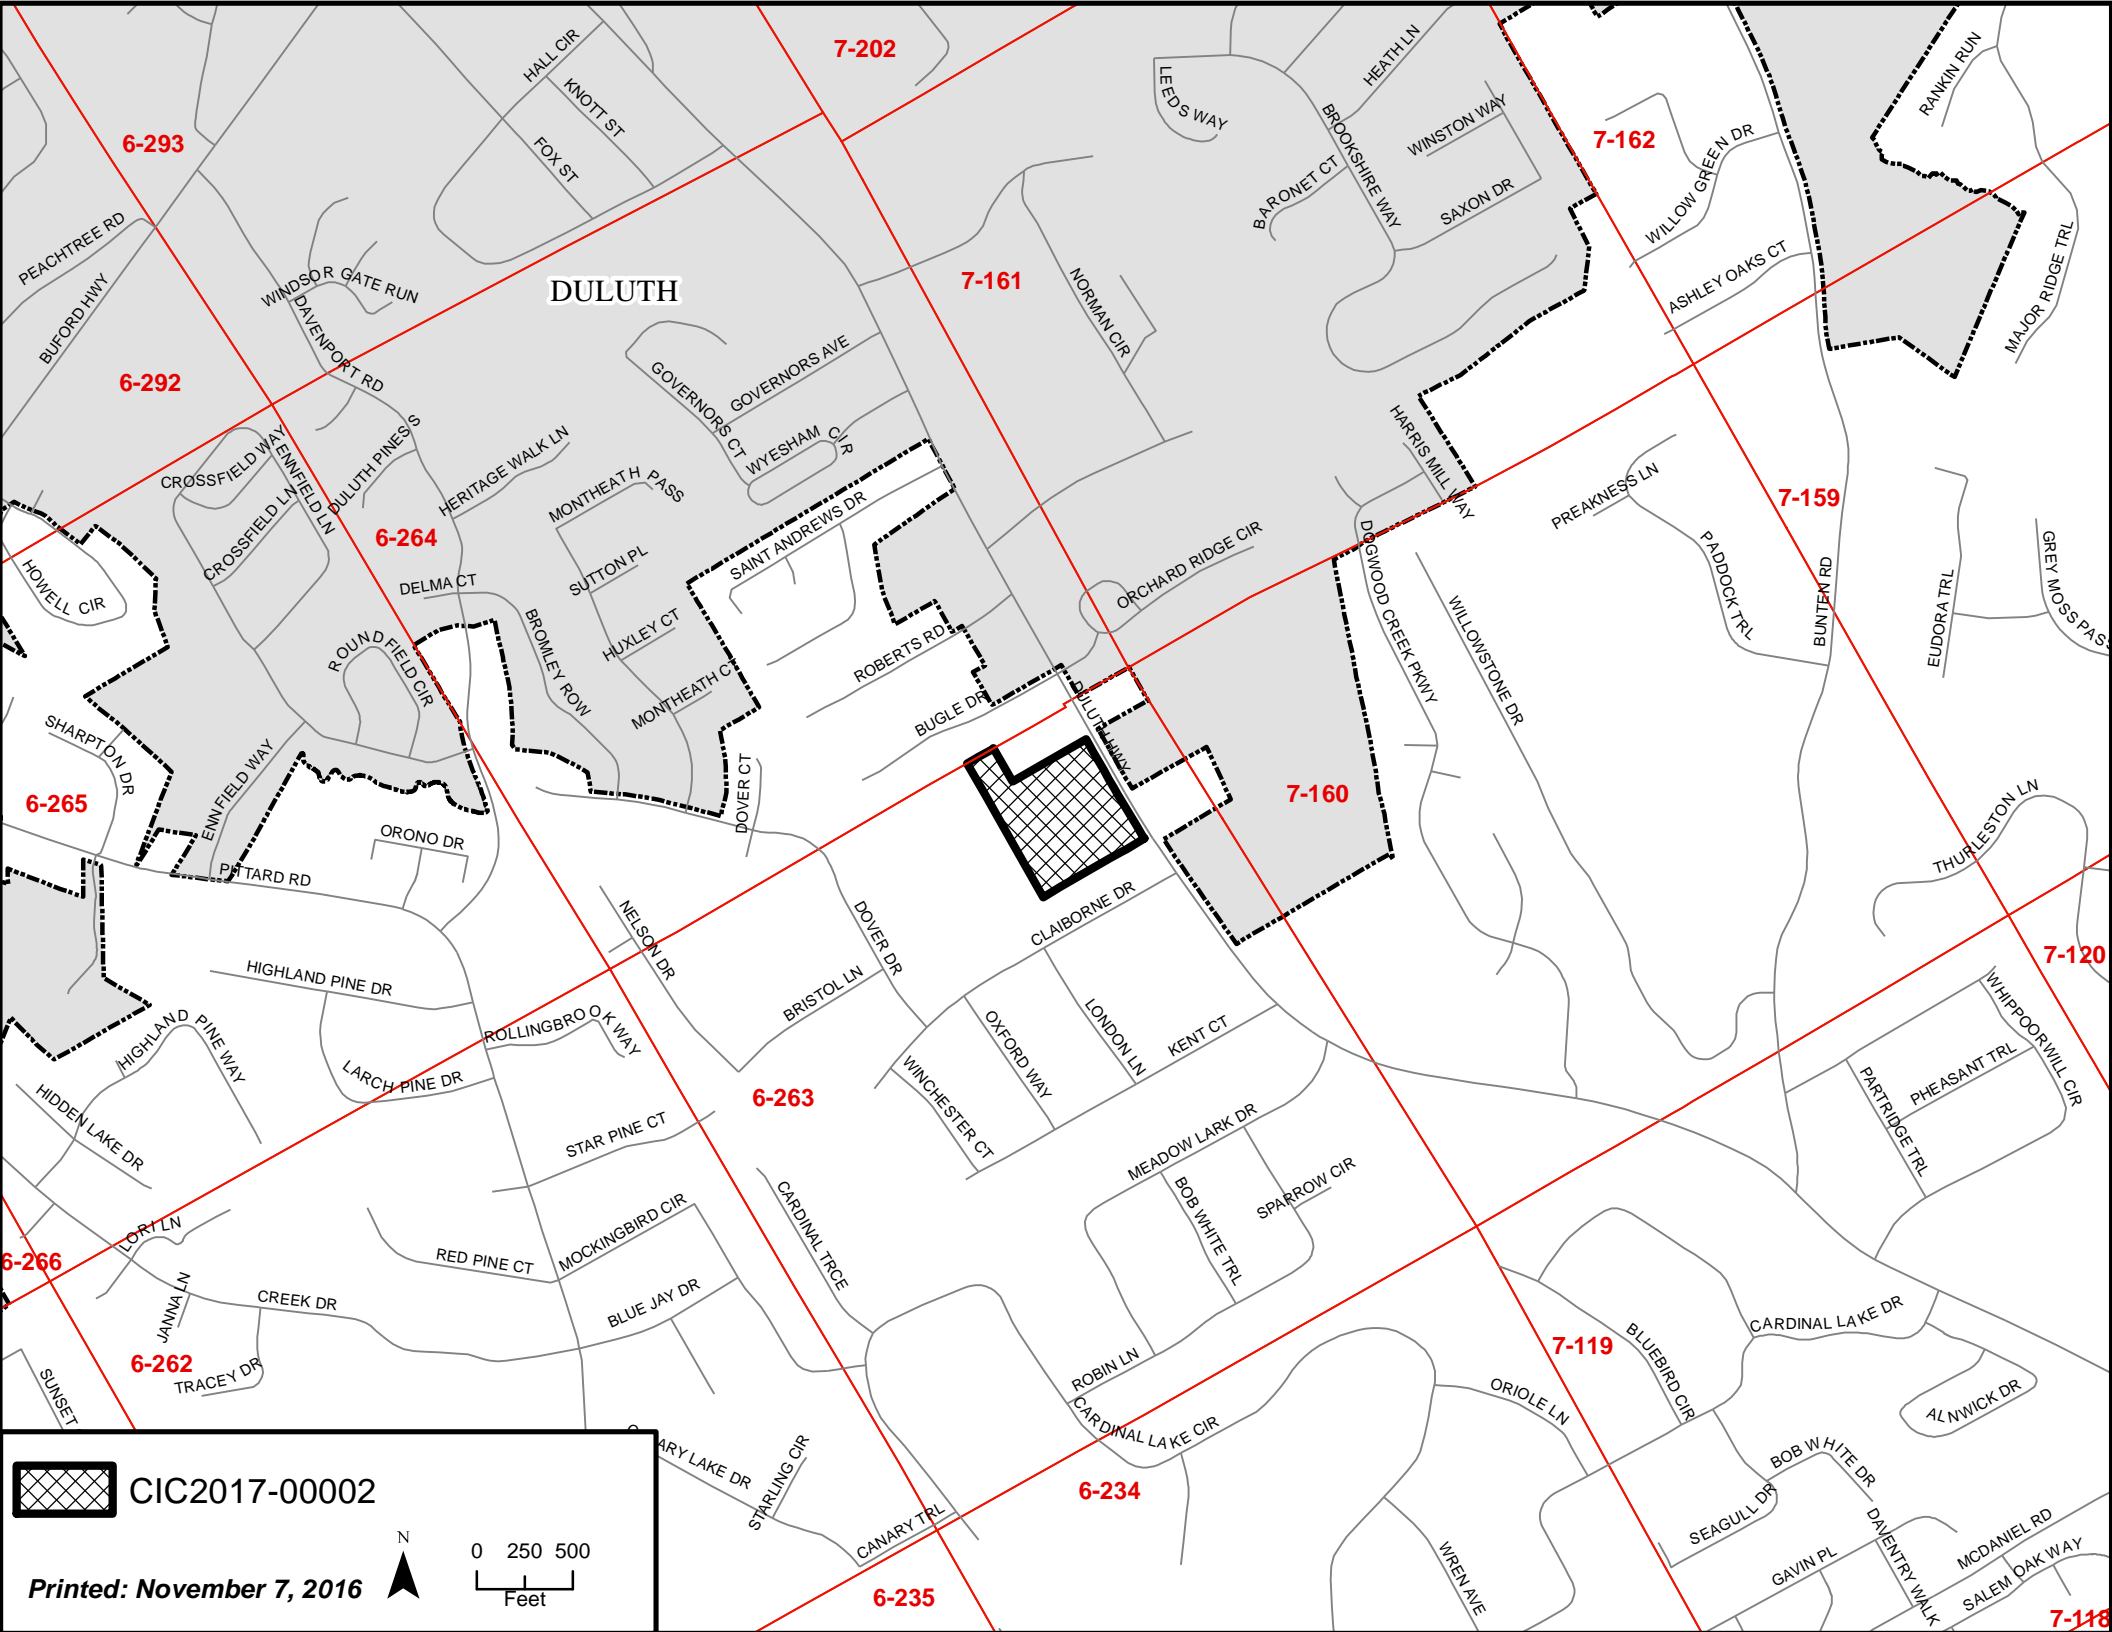 7-202
HALL CIR
KNOTT ST
FOX ST
6-293
LEEDS WAY
HEATH LN
BROOKSHIRE WAY
WINSTON WAY
BARONET CT
SAXON DR
7-162
WILLOW GREEN DR
RANKIN RUN
ASHLEY OAKS CT
MAJOR RIDGE TRL
PEACHTREE RD
BUFORD HWY
WINDSOR GATE RUN
DAVENPORT RD
DULUTH
7-161
NORMAN CIR
6-292
GOVERNORS AVE
GOVERNORS CT
WYESHAM CIR
CROSSFIELD WAY
CROSSFIELD LN
ENNFIELD LN
DULUTH PINES S
HERITAGE WALK LN
MONTHEATH PASS
6-264
SAINT ANDREWS DR
HARRIS MILL WAY
PREAKNESS LN
7-159
PADDOCK TRL
BUNTEN RD
EUDORA TRL
GREY MOSS PASS
HOWELL CIR
DELMA CT
SUTTON PL
HUXLEY CT
ORCHARD RIDGE CIR
DOGWOOD CREEK PKWY
WILLOWSTONE DR
ROUNDFIELD CIR
BROMLEY ROW
MONTHEATH CT
ROBERTS RD
BUGLE DR
DULUTH HWY
SHARPTON DR
6-265
ENNFIELD WAY
DOVER CT
7-160
ORONO DR
PITTARD RD
THURLESTON LN
NELSON DR
DOVER DR
CLAIBORNE DR
7-120
HIGHLAND PINE DR
BRISTOL LN
WHIPPOORWILL CIR
HIGHLAND PINE WAY
ROLLINGBROOK WAY
OXFORD WAY
LONDON LN
KENT CT
HIDDEN LAKE DR
LARCH PINE DR
6-263
WINCHESTER CT
PARTRIDGE TRL
PHEASANT TRL
STAR PINE CT
MEADOW LARK DR
BOB WHITE TRL
SPARROW CIR
LORI LN
6-266
RED PINE CT
MOCKINGBIRD CIR
CARDINAL TRCE
JANNA LN
CREEK DR
BLUE JAY DR
6-262
TRACEY DR
SUNSET
ROBIN LN
CARDINAL LAKE CIR
7-119
BLUEBIRD CIR
CARDINAL LAKE DR
ORIOLE LN
ALNWICK DR
ARY LAKE DR
STARLING CIR
CANARY TRL
6-234
BOB WHITE DR
SEAGULL DR
DAVENTRY WALK
MCDANIEL RD
GAVIN PL
SALEM OAK WAY
WREN AVE
6-235
7-118
CIC2017-00002
N
0 250 500
Feet
Printed: November 7, 2016